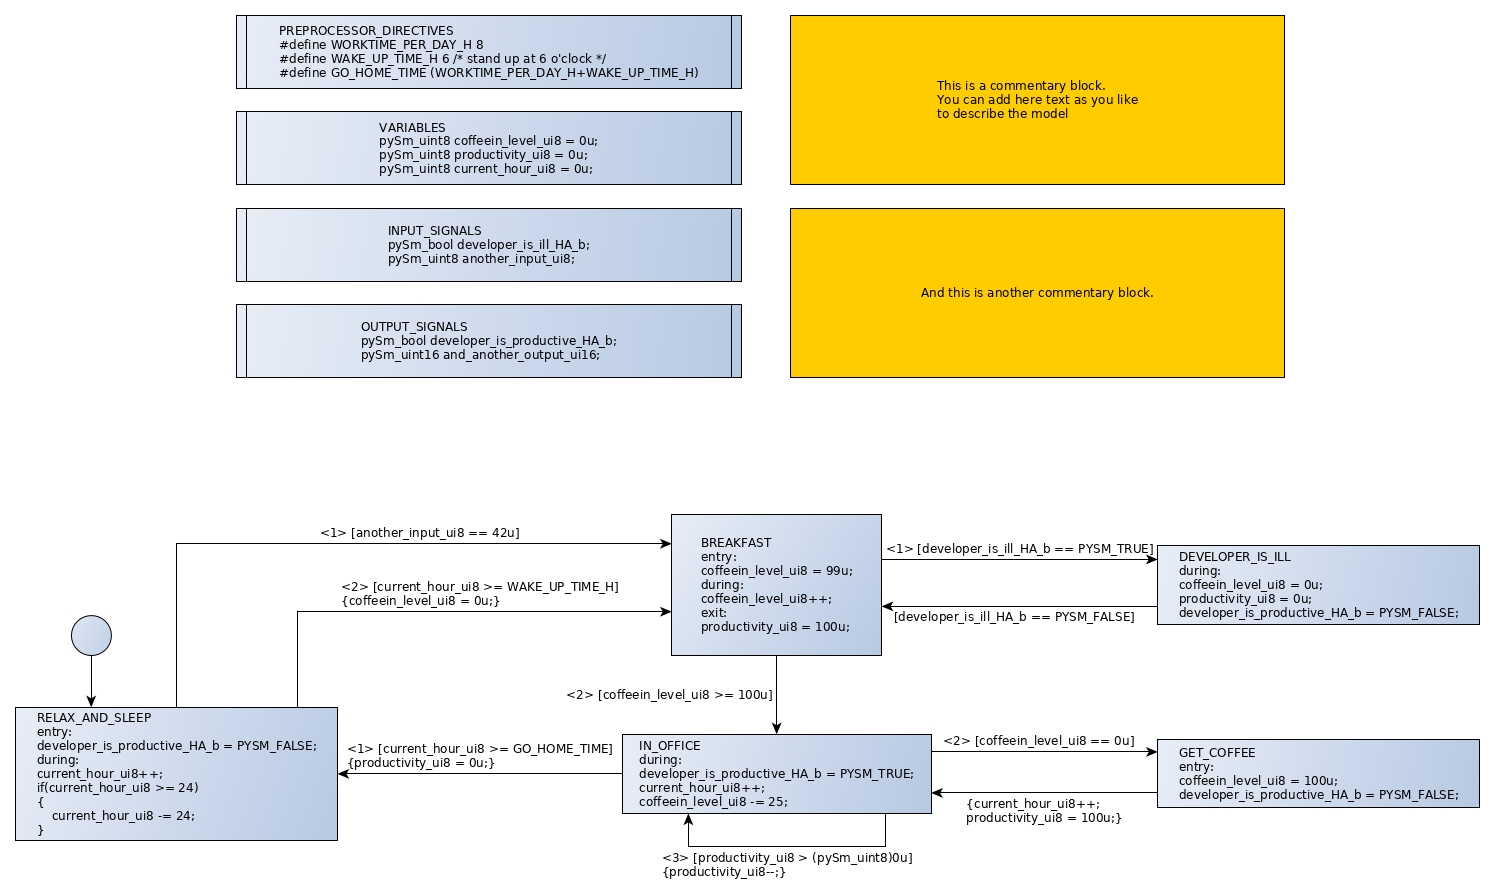 PREPROCESSOR_DIRECTIVES
#define WORKTIME_PER_DAY_H 8
#define WAKE_UP_TIME_H 6 /* stand up at 6 o'clock */
#define GO_HOME_TIME (WORKTIME_PER_DAY_H+WAKE_UP_TIME_H)
This is a commentary block.
You can add here text as you like
to describe the model
VARIABLES
pySm_uint8 coffeein_level_ui8 = 0u;
pySm_uint8 productivity_ui8 = 0u;
pySm_uint8 current_hour_ui8 = 0u;
INPUT_SIGNALS
pySm_bool developer_is_ill_HA_b;
pySm_uint8 another_input_ui8;
And this is another commentary block.
OUTPUT_SIGNALS
pySm_bool developer_is_productive_HA_b;
pySm_uint16 and_another_output_ui16;
<1> [another_input_ui8 == 42u]
<2> [current_hour_ui8 >= WAKE_UP_TIME_H]
{coffeein_level_ui8 = 0u;}
BREAKFAST
entry:
coffeein_level_ui8 = 99u;
during:
coffeein_level_ui8++;
exit:
productivity_ui8 = 100u;
<1> [developer_is_ill_HA_b == PYSM_TRUE]
[developer_is_ill_HA_b == PYSM_FALSE]
DEVELOPER_IS_ILL
during:
coffeein_level_ui8 = 0u;
productivity_ui8 = 0u;
developer_is_productive_HA_b = PYSM_FALSE;
<2> [coffeein_level_ui8 >= 100u]
RELAX_AND_SLEEP
entry:
developer_is_productive_HA_b = PYSM_FALSE;
during:
current_hour_ui8++;
if(current_hour_ui8 >= 24)
{
current_hour_ui8 -= 24;
}
<1> [current_hour_ui8 >= GO_HOME_TIME]
{productivity_ui8 = 0u;}
IN_OFFICE
during:
developer_is_productive_HA_b = PYSM_TRUE;
current_hour_ui8++;
coffeein_level_ui8 -= 25;
<2> [coffeein_level_ui8 == 0u]
{current_hour_ui8++;
productivity_ui8 = 100u;}
GET_COFFEE
entry:
coffeein_level_ui8 = 100u;
developer_is_productive_HA_b = PYSM_FALSE;
<3> [productivity_ui8 > (pySm_uint8)0u]
{productivity_ui8--;}